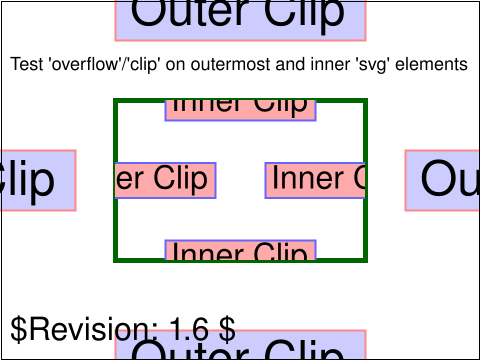 Outer Clip
Test 'overflow'/'clip' on outermost and inner 'svg' elements
Inner Clip
Clip
er Clip
Inner C
Ou
Inner Clip
$Revision: 1.6 $
Outer Clip